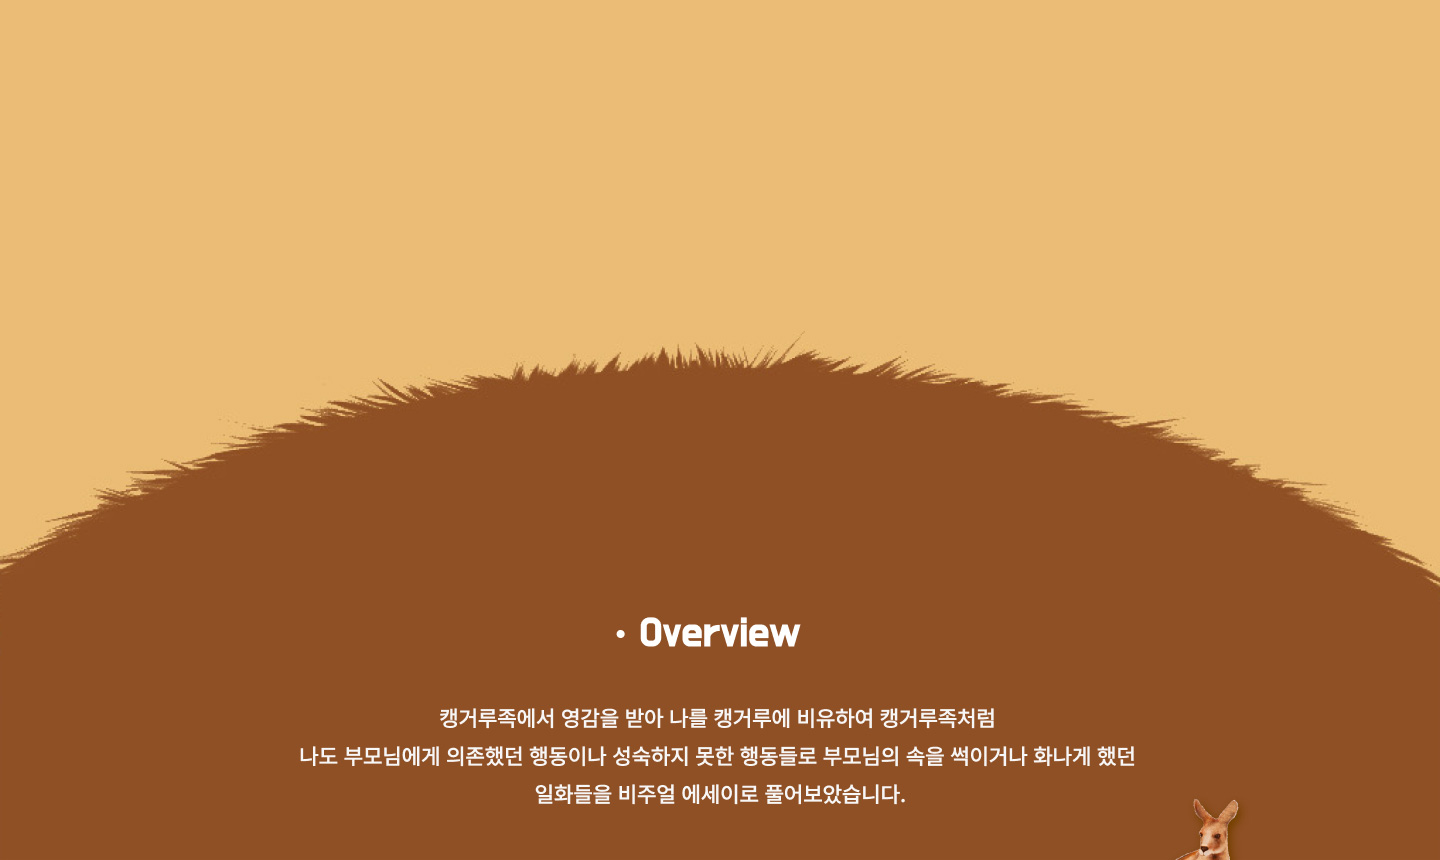 • Overview
캥거루족에서 영감을 받아 나를 캥거루에 비유하여 캥거루족처럼
나도 부모님에게 의존했던 행동이나 성숙하지 못한 행동들로 부모님의 속을 썩이거나 화나게 했던
일화들을 비주얼 에세이로 풀어보았습니다.